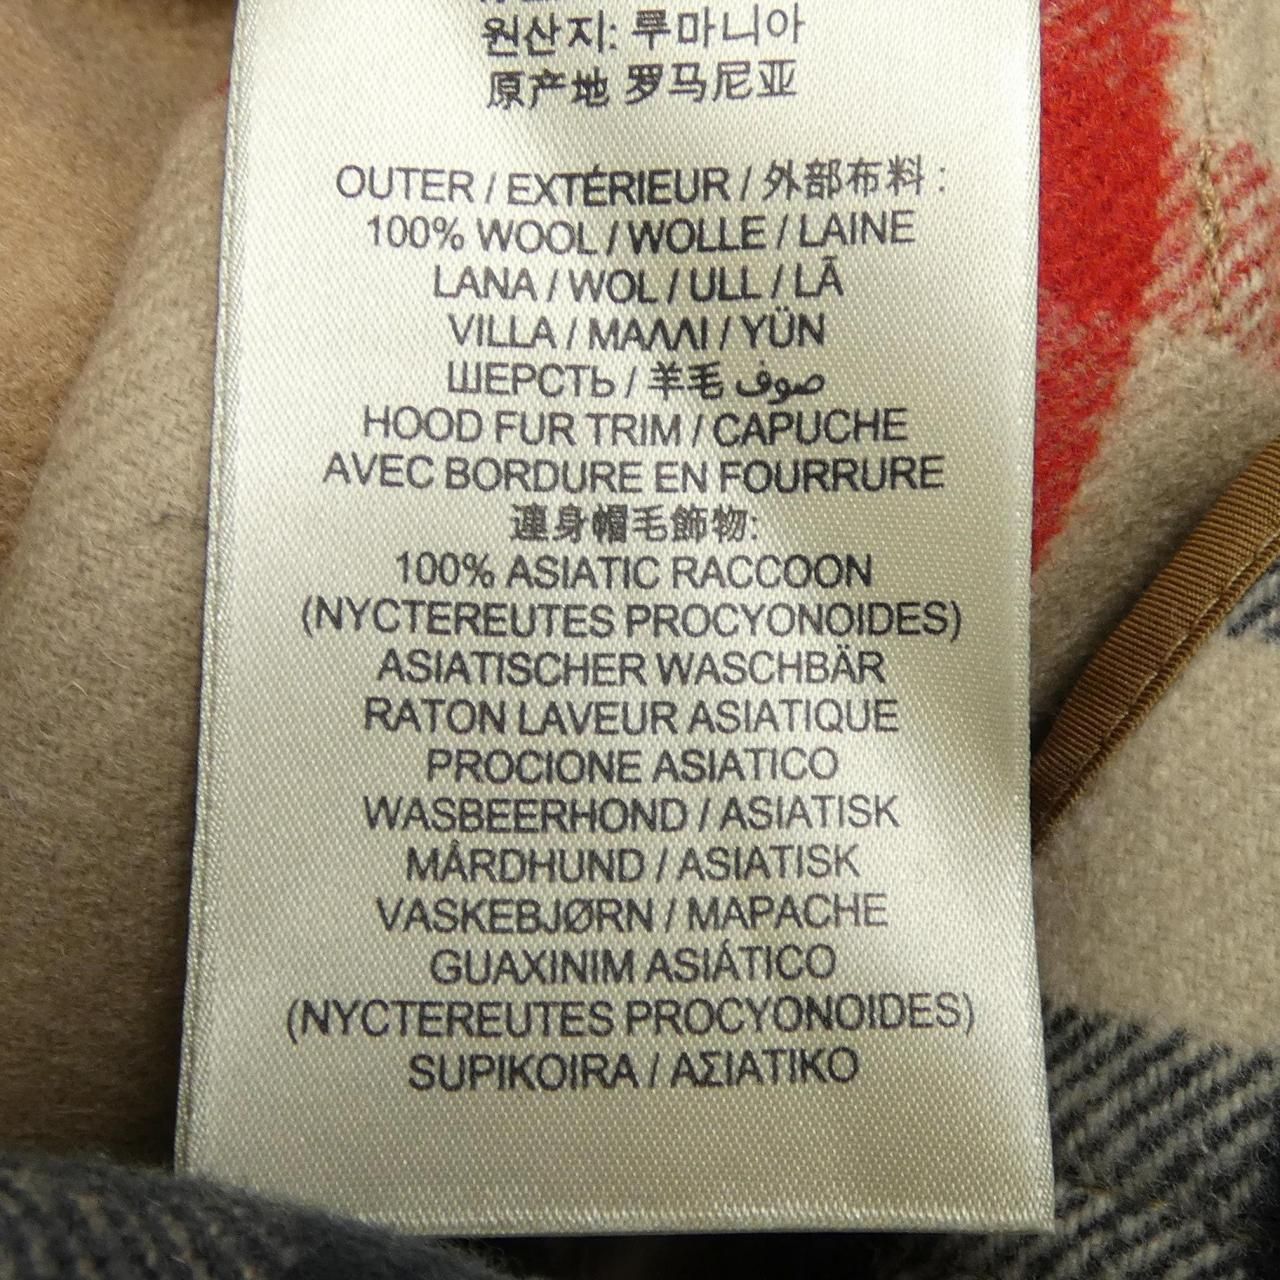 원산지: 루마니아
原产地 罗马尼亚
OUTER / EXTÉRIEUR / 外部布料 :
100% WOOL / WOLLE / LAINE
LANA / WOL / ULL / LÃ
VILLA / ΜΑΛΛΙ / YÜN
ШЕРСТЬ / 羊毛 صوف
HOOD FUR TRIM / CAPUCHE
AVEC BORDURE EN FOURRURE
連身帽毛飾物:
100% ASIATIC RACCOON
(NYCTEREUTES PROCYONOIDES)
ASIATISCHER WASCHBÄR
RATON LAVEUR ASIATIQUE
PROCIONE ASIATICO
WASBEERHOND / ASIATISK
MÅRDHUND / ASIATISK
VASKEBJØRN / MAPACHE
GUAXINIM ASIÁTICO
(NYCTEREUTES PROCYONOIDES)
SUPIKOIRA / ΑΣΙΑΤΙΚΟ